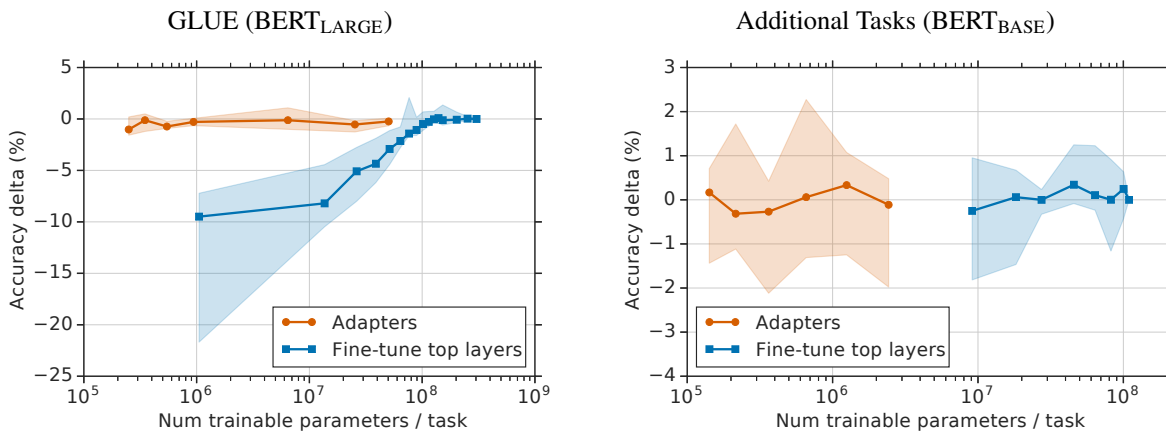 GLUE (BERT_LARGE)
5
0
−5
−10
−15
−20
−25
Accuracy delta (%)
Adapters
Fine-tune top layers
10^5
10^6
10^7
10^8
10^9
Num trainable parameters / task
Additional Tasks (BERT_BASE)
3
2
1
0
−1
−2
−3
−4
Accuracy delta (%)
Adapters
Fine-tune top layers
10^5
10^6
10^7
10^8
Num trainable parameters / task